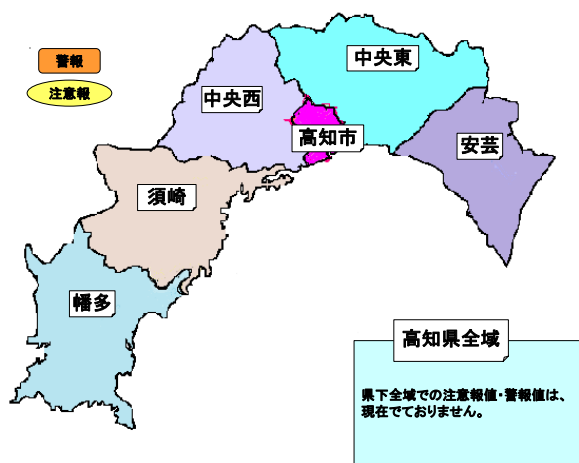 警報
注意報
中央東
中央西
高知市
安芸
須崎
幡多
高知県全域
県下全域での注意報値・警報値は、
現在でておりません。